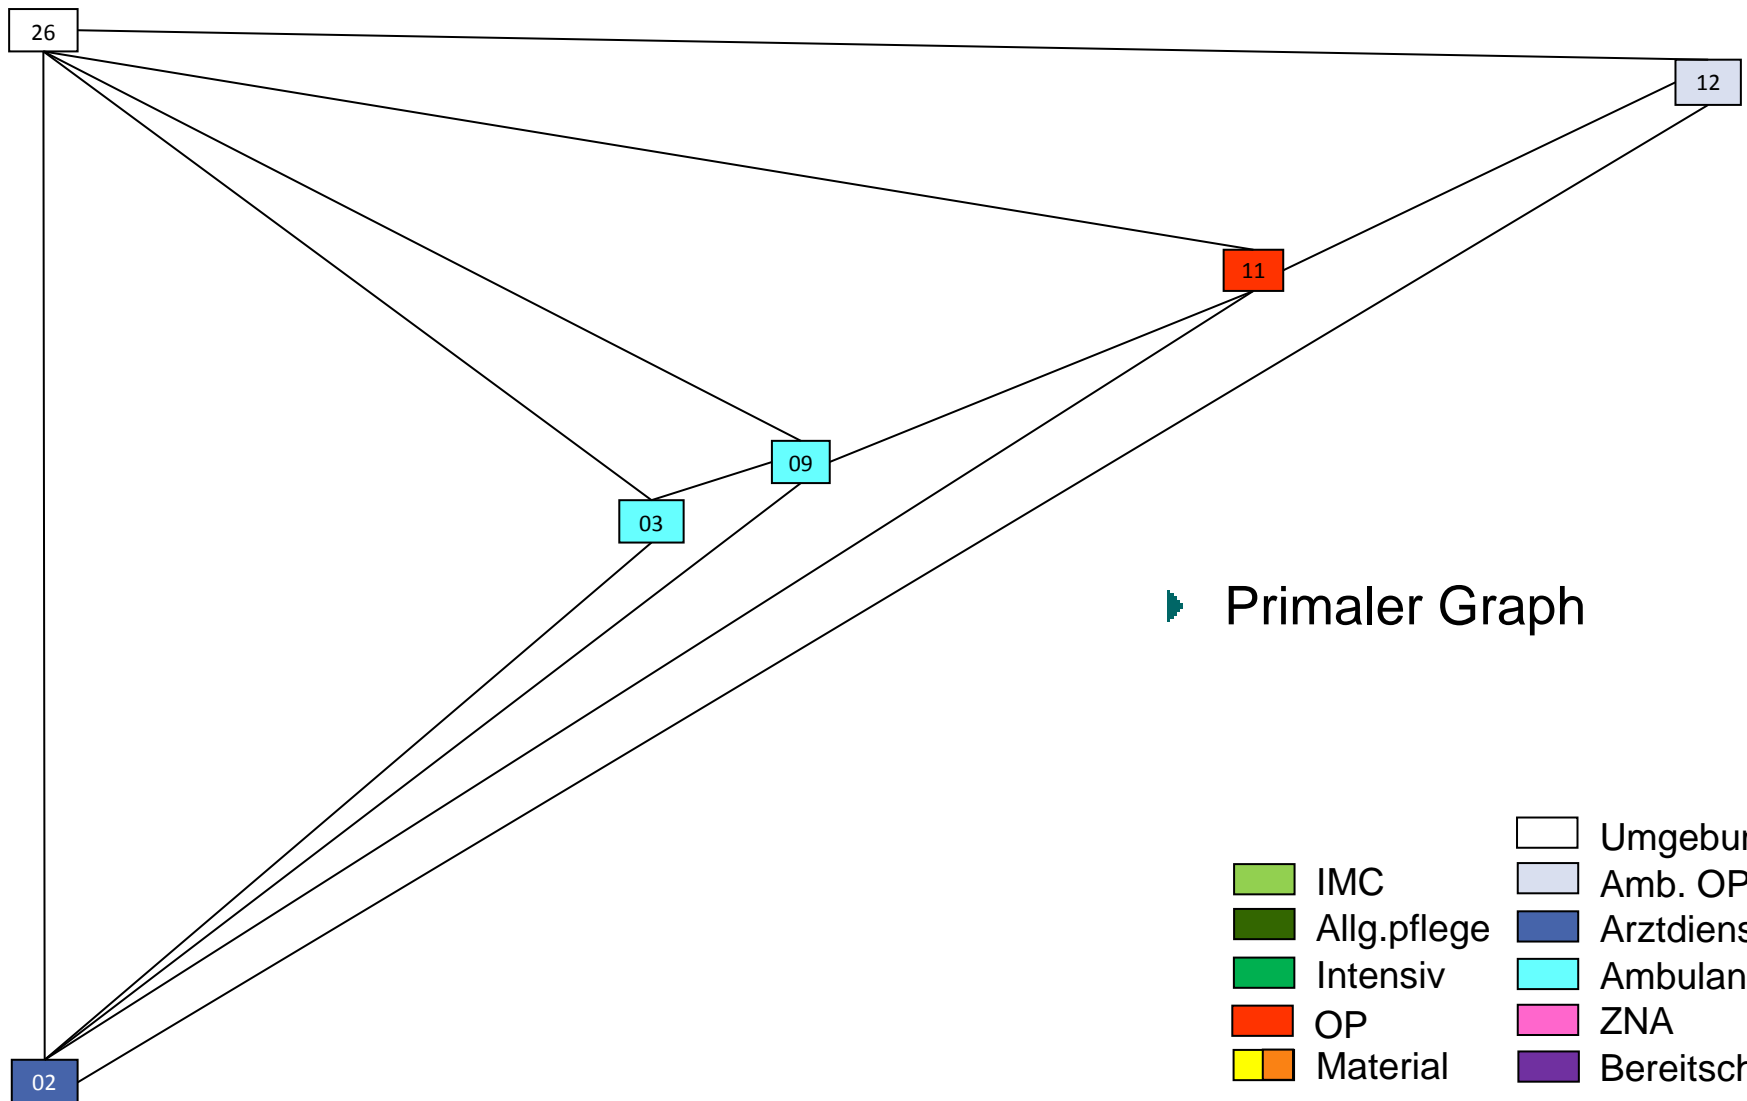 26
12
11
09
03
Primaler Graph
IMC
Allg.pflege
Intensiv
OP
Material
Amb. OP
ZNA
02